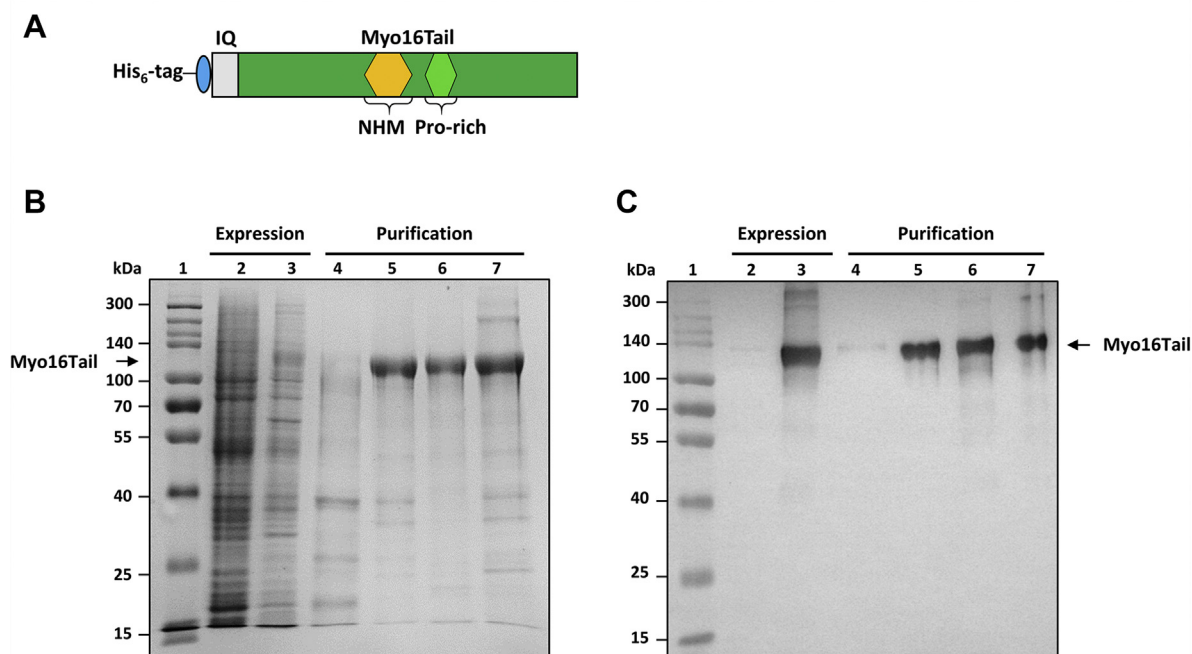 A
IQ Myo16Tail
His6-tag
NHM Pro-rich
B
Expression Purification
kDa 1 2 3 4 5 6 7
300
140
Myo16Tail
100
70
55
40
25
15
C
Expression Purification
kDa 1 2 3 4 5 6 7
300
140
Myo16Tail
100
70
55
40
25
15